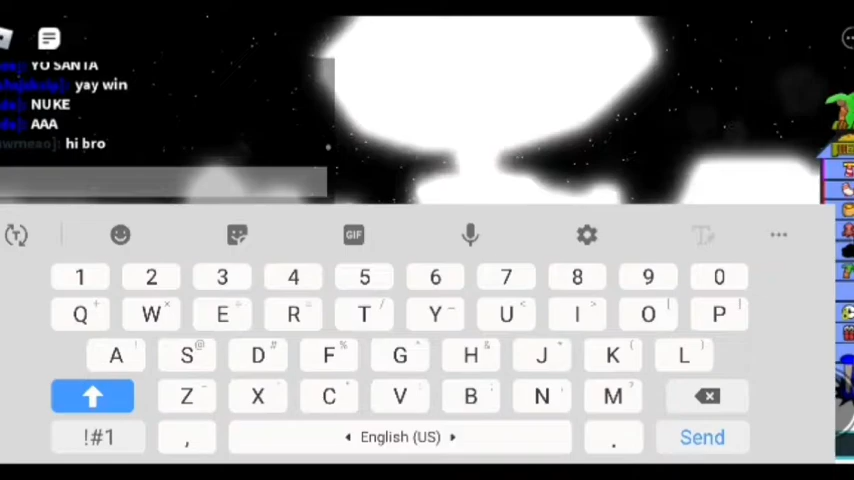 YO SANTA
yay win
NUKE
AAA
hi bro
GIF
1 2 3 4 5 6 7 8 9 0
Q W E R T Y U I O P
A S D F G H J K L
Z X C V B N M
!#1 , English (US) . Send